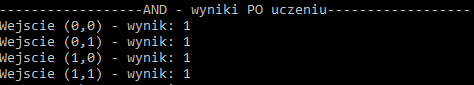 ------------------AND - wyniki PO uczeniu------------------
Wejscie (0,0) - wynik: 1
Wejscie (0,1) - wynik: 1
Wejscie (1,0) - wynik: 1
Wejscie (1,1) - wynik: 1